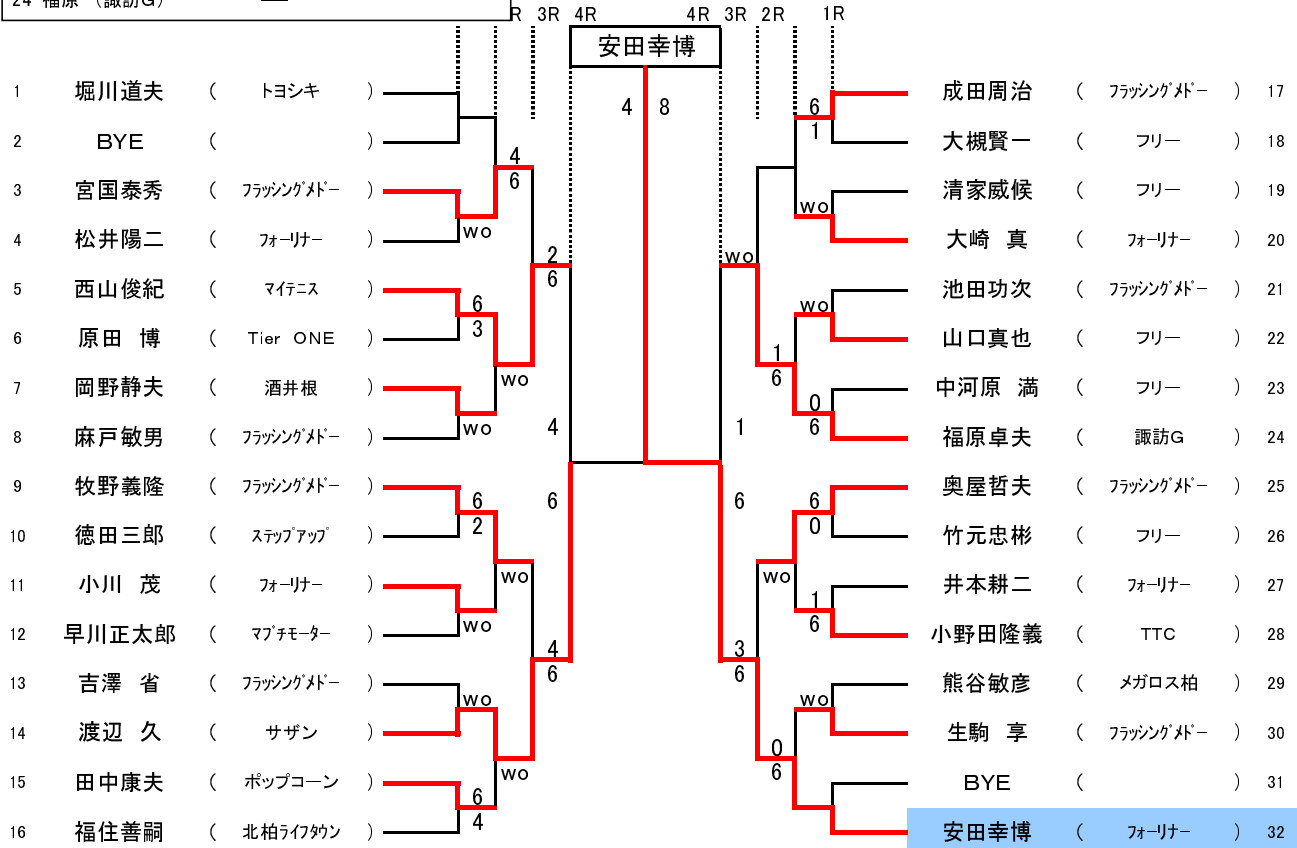 24 福原 （諏訪G） ー
R 3R 4R 4R 3R 2R 1R
安田幸博
4 8
1 堀川道夫 （ トヨシキ ）
2 BYE （ ）
4
6
3 宮国泰秀 （ フラッシングメドー ）
wo
4 松井陽二 （ フォーリナー ）
2
6
5 西山俊紀 （ マイテニス ）
6
3
6 原田 博 （ Tier ONE ）
wo
7 岡野静夫 （ 酒井根 ）
wo
8 麻戸敏男 （ フラッシングメドー ）
4
6
9 牧野義隆 （ フラッシングメドー ）
6
2
10 徳田三郎 （ ステップアップ ）
wo
11 小川 茂 （ フォーリナー ）
wo
12 早川正太郎 （ マブチモーター ）
4
6
13 吉澤 省 （ フラッシングメドー ）
wo
14 渡辺 久 （ サザン ）
wo
15 田中康夫 （ ポップコーン ）
6
4
16 福住善嗣 （ 北柏ライフタウン ）
成田周治 （ フラッシングメドー ） 17
6
1
大槻賢一 （ フリー ） 18
清家威候 （ フリー ） 19
wo
大崎 真 （ フォーリナー ） 20
wo
池田功次 （ フラッシングメドー ） 21
wo
山口真也 （ フリー ） 22
1
6
中河原 満 （ フリー ） 23
0
6
福原卓夫 （ 諏訪G ） 24
1
6
奥屋哲夫 （ フラッシングメドー ） 25
6
0
竹元忠彬 （ フリー ） 26
wo
井本耕二 （ フォーリナー ） 27
1
6
小野田隆義 （ TTC ） 28
3
6
熊谷敏彦 （ メガロス柏 ） 29
wo
生駒 享 （ フラッシングメドー ） 30
0
6
BYE （ ） 31
安田幸博 （ フォーリナー ） 32